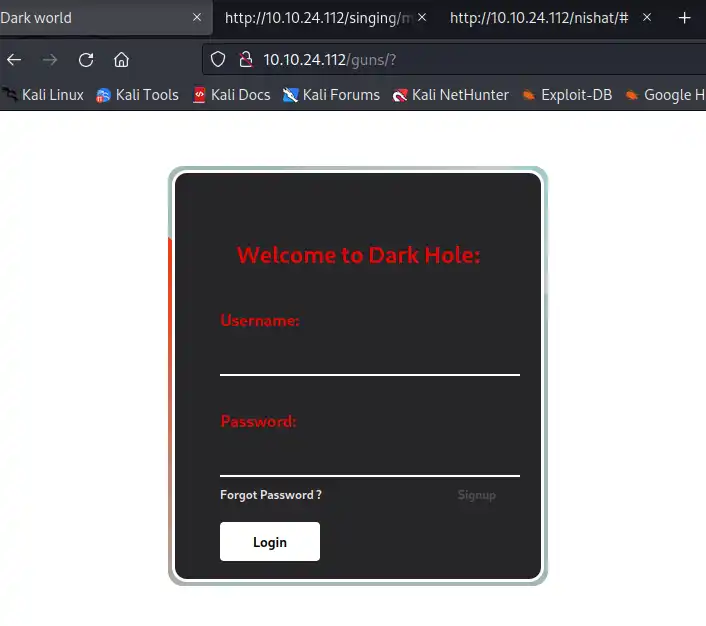 Dark world
http://10.10.24.112/singing/
http://10.10.24.112/nishat/#
10.10.24.112/guns/?
Kali Linux Kali Tools Kali Docs Kali Forums Kali NetHunter Exploit-DB Google H
Welcome to Dark Hole:
Username:
Password:
Forgot Password ? Signup
Login